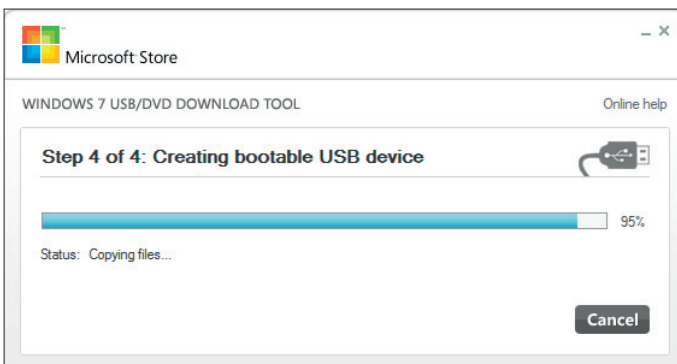 Microsoft Store
WINDOWS 7 USB/DVD DOWNLOAD TOOL
Online help
Step 4 of 4: Creating bootable USB device
95%
Status: Copying files...
Cancel